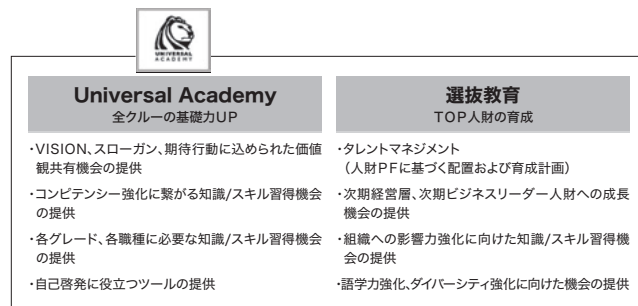 UNIVERSAL
ACADEMY
Universal Academy
全クルーの基礎力UP
・VISION、スローガン、期待行動に込められた価値
観共有機会の提供
・コンピテンシー強化に繋がる知識/スキル習得機会
の提供
・各グレード、各職種に必要な知識/スキル習得機会
の提供
・自己啓発に役立つツールの提供
選抜教育
TOP人財の育成
・タレントマネジメント
（人財PFに基づく配置および育成計画）
・次期経営層、次期ビジネスリーダー人財への成長
機会の提供
・組織への影響力強化に向けた知識/スキル習得機
会の提供
・語学力強化、ダイバーシティ強化に向けた機会の提供